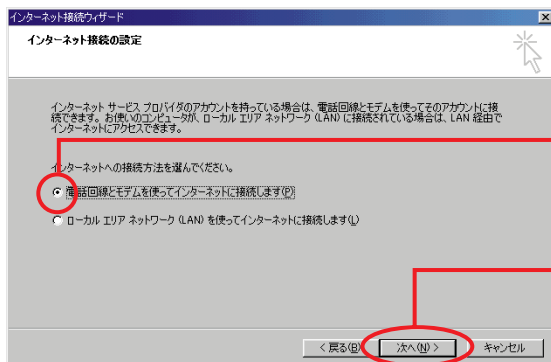 インターネット接続ウィザード
インターネット接続の設定
インターネット サービス プロバイダのアカウントを持っている場合は、電話回線とモデムを使ってそのアカウントに接
続できます。お使いのコンピュータが、ローカル エリア ネットワーク (LAN) に接続されている場合は、LAN 経由で
インターネットにアクセスできます。
インターネットへの接続方法を選んでください。
電話回線とモデムを使ってインターネットに接続します(P)
ローカル エリア ネットワーク (LAN) を使ってインターネットに接続します(L)
< 戻る(B) 次へ(N) > キャンセル